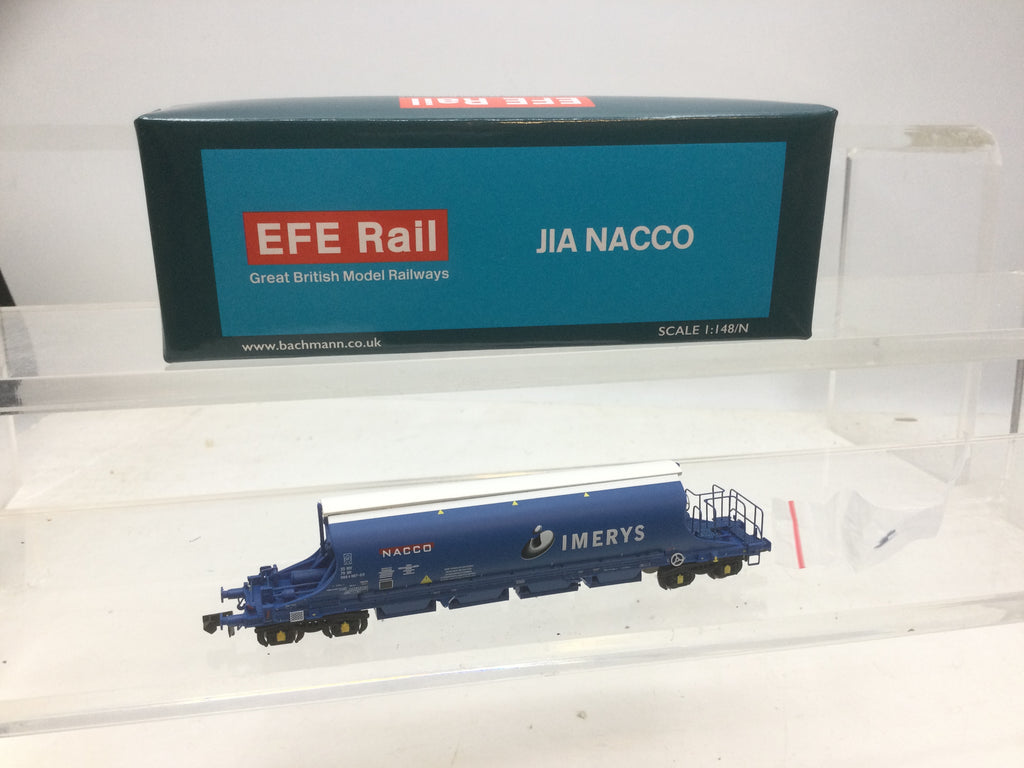 EFE Rail
EFE Rail
JIA NACCO
Great British Model Railways
SCALE 1:148/N
www.bachmann.co.uk
NACCO
IMERYS